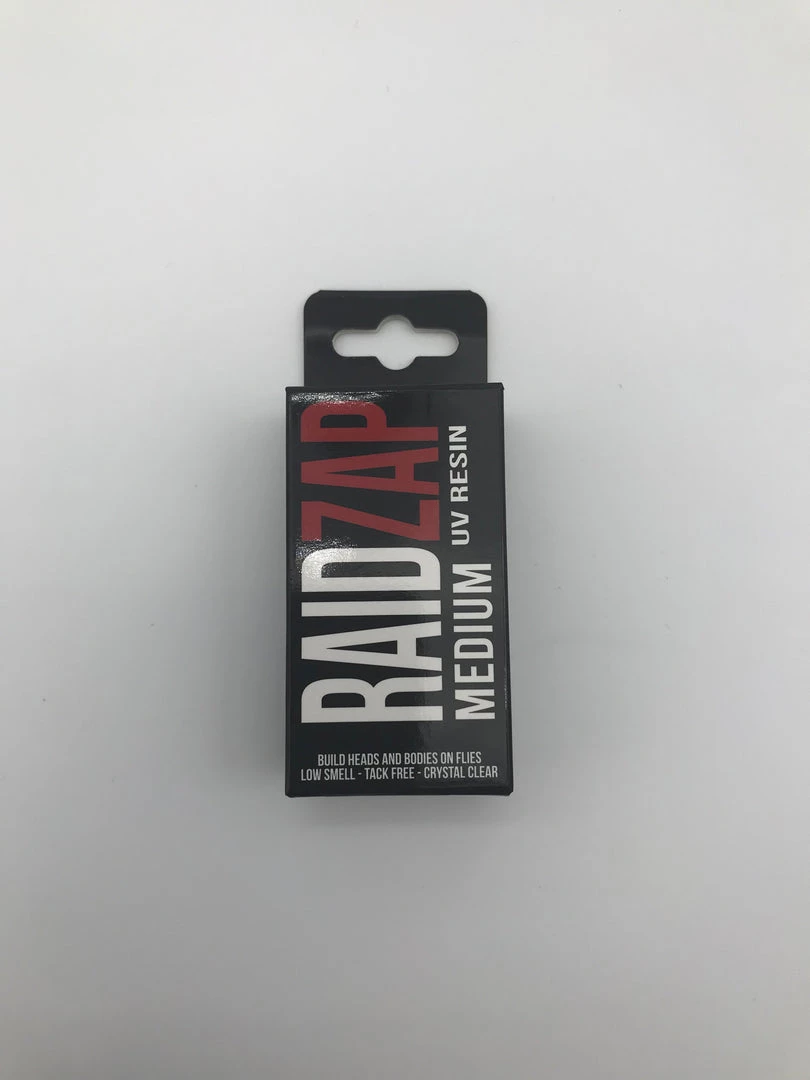 RAIDZAP
MEDIUM UV RESIN
BUILD HEADS AND BODIES ON FLIES
LOW SMELL - TACK FREE - CRYSTAL CLEAR